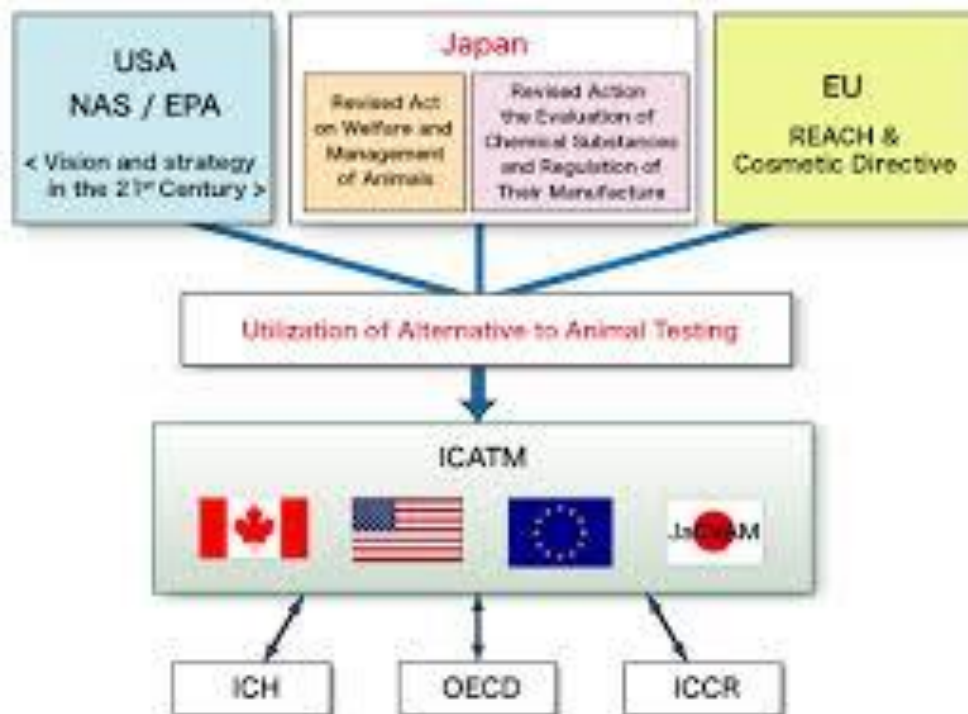 USA
NAS / EPA
< Vision and strategy
in the 21st Century >
Japan
Revised Act
on Welfare and
Management
of Animals
Revised Action
the Evaluation of
Chemical Substances
and Regulation of
Their Manufacture
EU
REACH &
Cosmetic Directive
Utilization of Alternative to Animal Testing
ICATM
JaCVAM
ICH
OECD
ICCR